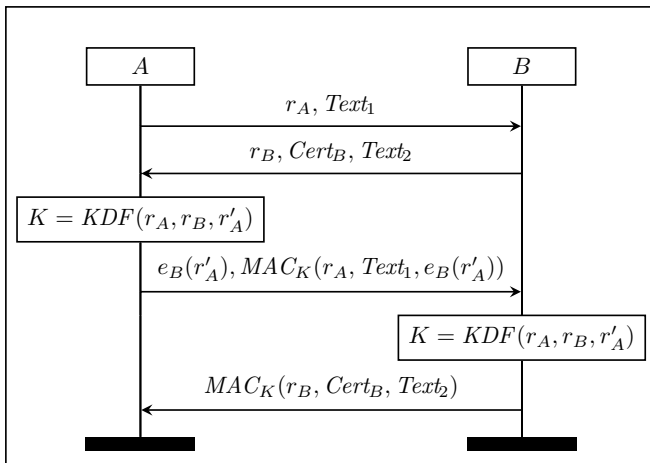 A
B
r_A, Text_1
r_B, Cert_B, Text_2
K = KDF(r_A, r_B, r'_A)
e_B(r'_A), MAC_K(r_A, Text_1, e_B(r'_A))
K = KDF(r_A, r_B, r'_A)
MAC_K(r_B, Cert_B, Text_2)